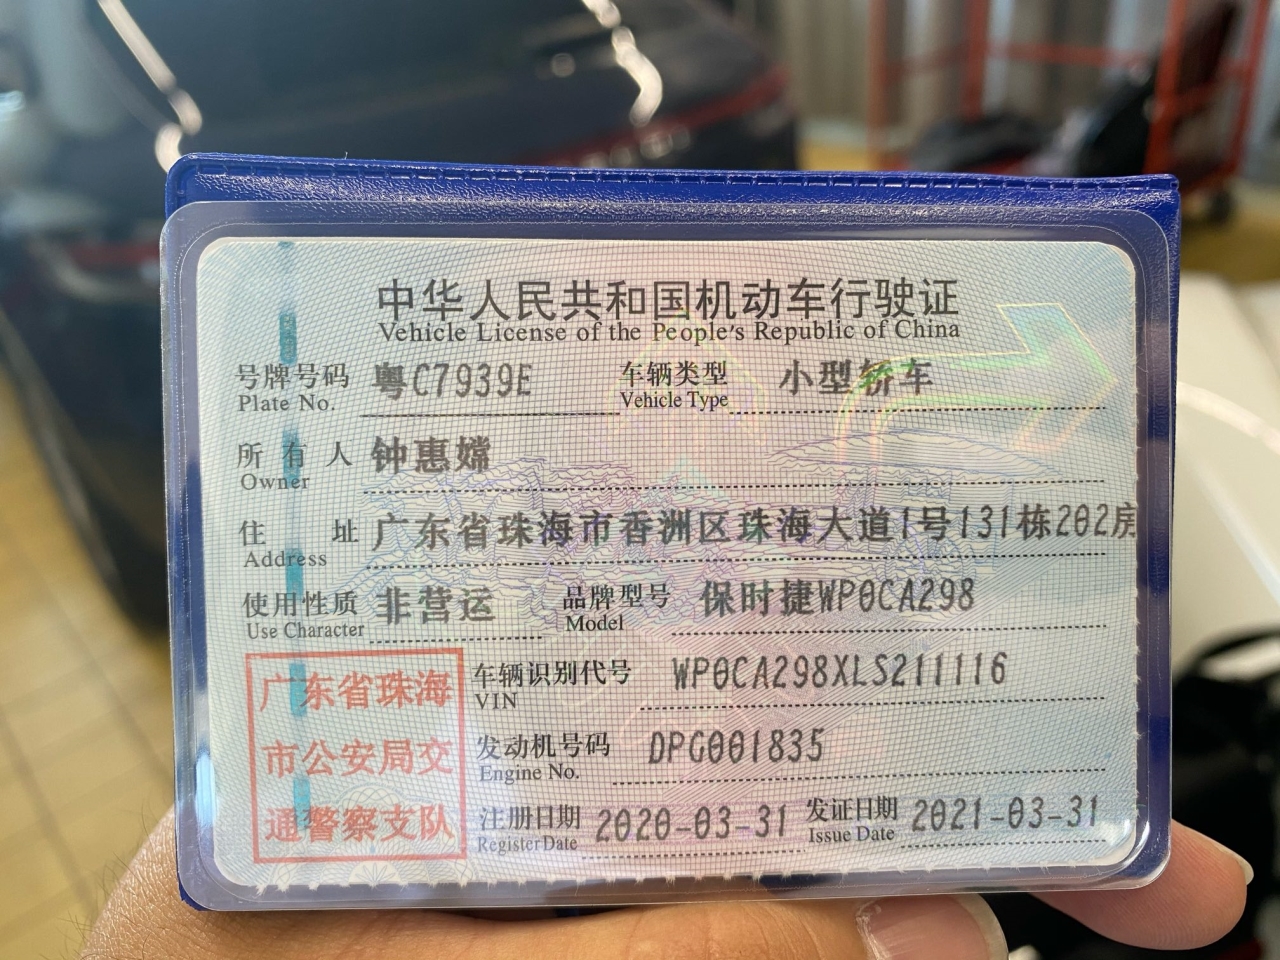 中华人民共和国机动车行驶证
Vehicle License of the People's Republic of China
号牌号码 粤C7939E 车辆类型 小型轿车
Plate No. Vehicle Type
所有人 钟惠嫦
Owner
住址 广东省珠海市香洲区珠海大道1号131栋202房
Address
使用性质 非营运 品牌型号 保时捷WP0CA298
Use Character Model
广东省珠海
市公安局交
通警察支队
车辆识别代号 WP0CA298XLS211116
VIN
发动机号码 DPG001835
Engine No.
注册日期 2020-03-31 发证日期 2021-03-31
Register Date Issue Date